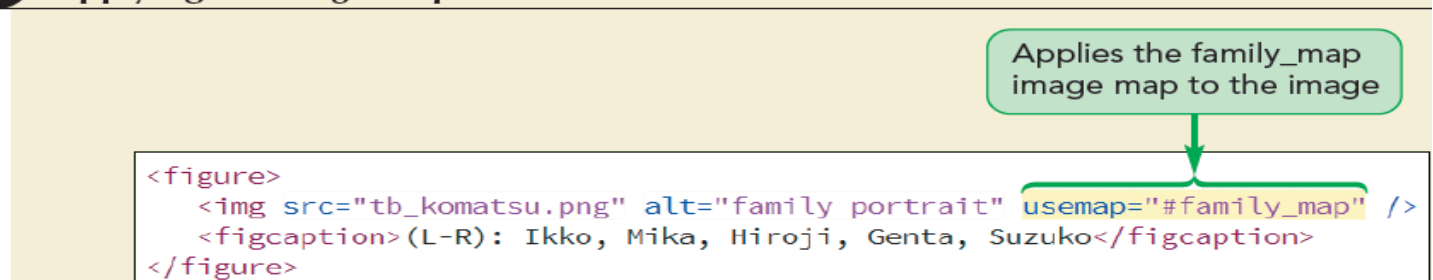 Applies the family_map
image map to the image
<figure>
<img src="tb_komatsu.png" alt="family portrait" usemap="#family_map" />
<figcaption>(L-R): Ikko, Mika, Hiroji, Genta, Suzuko</figcaption>
</figure>